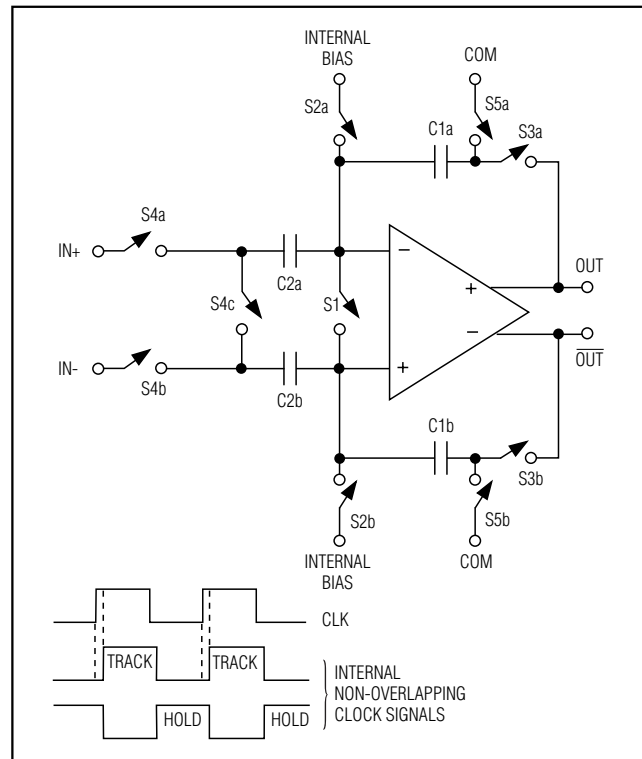 INTERNAL
BIAS
COM
S2a
S5a
C1a
S3a
S4a
IN+
C2a
−
+
OUT
S4c
S1
−
OUT
IN-
S4b
C2b
+
C1b
S3b
S2b
S5b
INTERNAL
BIAS
COM
CLK
TRACK TRACK
HOLD HOLD
INTERNAL
NON-OVERLAPPING
CLOCK SIGNALS